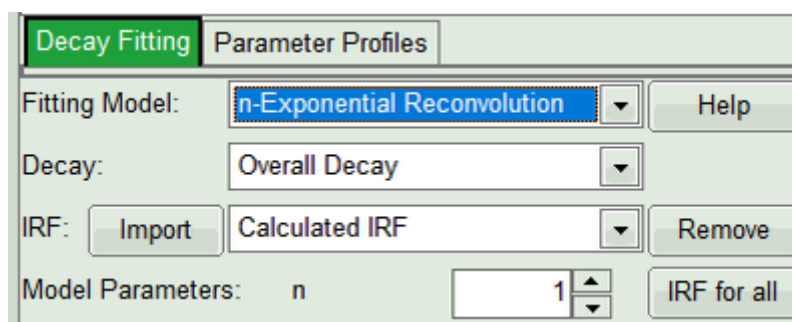 Decay Fitting Parameter Profiles
Fitting Model: n-Exponential Reconvolution Help
Decay: Overall Decay
IRF: Import Calculated IRF Remove
Model Parameters: n 1 IRF for all